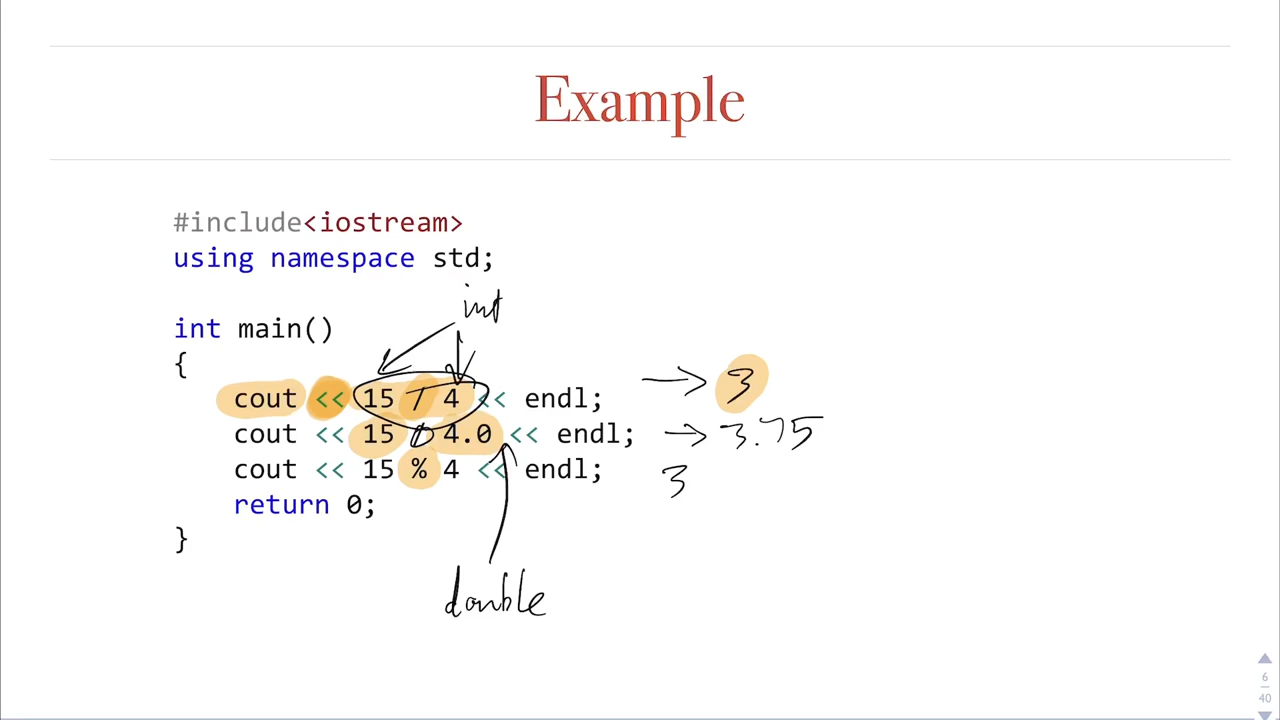 Example
#include<iostream>
using namespace std;
int
int main()
{
cout << 15 / 4 << endl; → 3
cout << 15 / 4.0 << endl; → 3.75
cout << 15 % 4 << endl; 3
return 0;
}
double
6
40